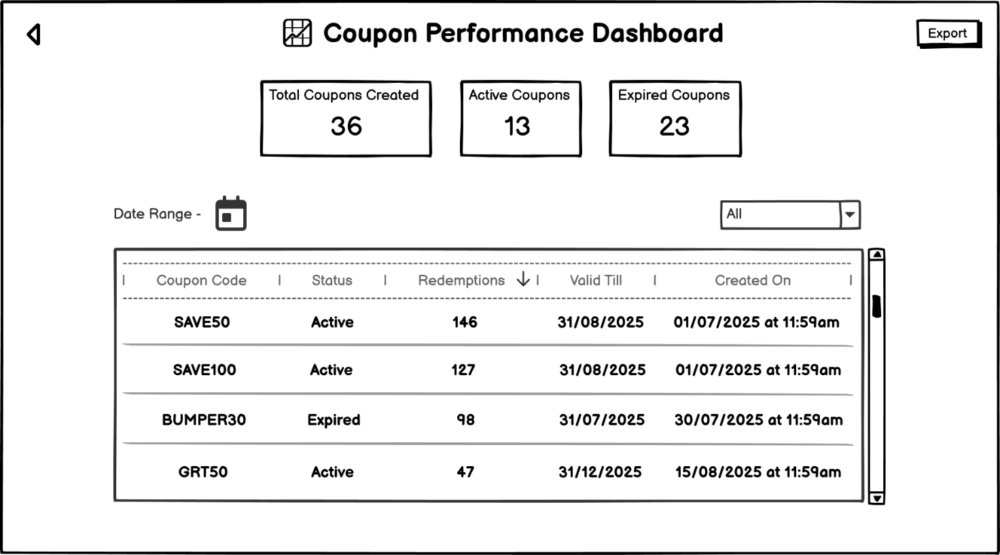 Coupon Performance Dashboard
Export
Total Coupons Created
36
Active Coupons
13
Expired Coupons
23
Date Range -
All
| Coupon Code | Status | Redemptions | Valid Till | Created On |
SAVE50 Active 146 31/08/2025 01/07/2025 at 11:59am
SAVE100 Active 127 31/08/2025 01/07/2025 at 11:59am
BUMPER30 Expired 98 31/07/2025 30/07/2025 at 11:59am
GRT50 Active 47 31/12/2025 15/08/2025 at 11:59am